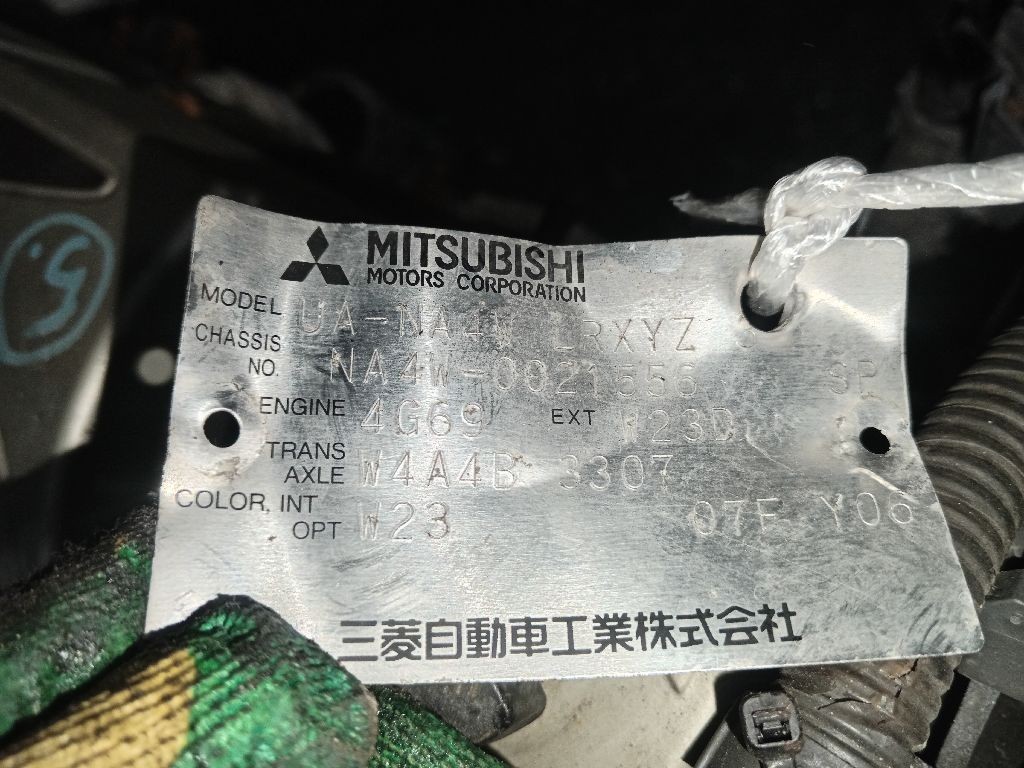 MITSUBISHI
MOTORS CORPORATION
MODEL UA-NA4W LRXYZ
CHASSIS NO. NA4W-0021556 SP
ENGINE 4G69 EXT W23D
TRANS AXLE W4A4B 3307
COLOR, INT OPT W23 07F Y06
三菱自動車工業株式会社
5.